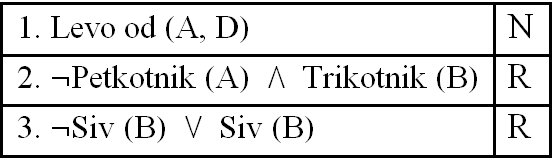 1. Levo od (A, D) N
2. ¬Petkotnik (A) /\ Trikotnik (B) R
3. ¬Siv (B) \/ Siv (B) R